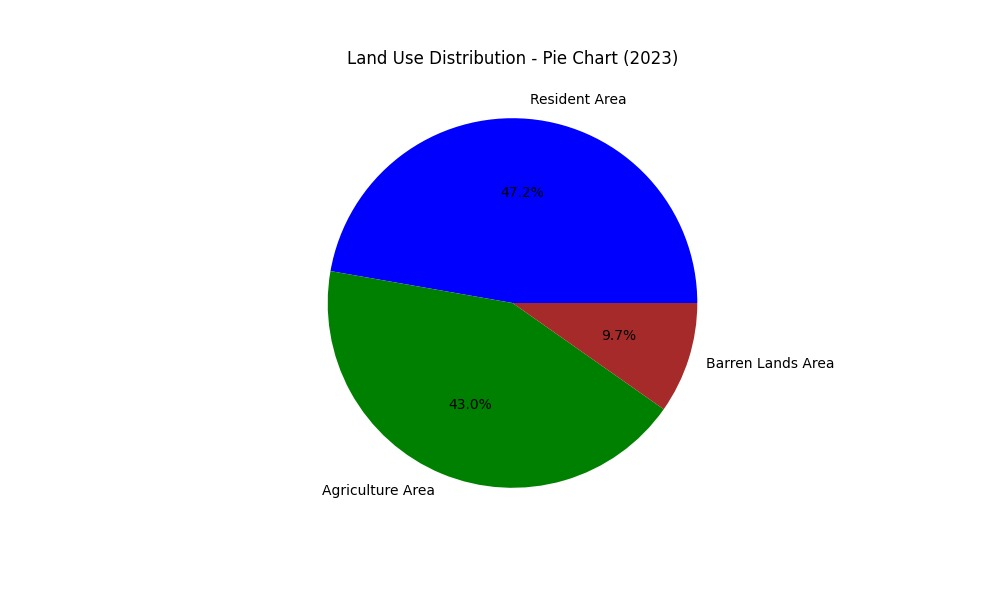 Land Use Distribution - Pie Chart (2023)
Resident Area
47.2%
9.7%
Barren Lands Area
43.0%
Agriculture Area